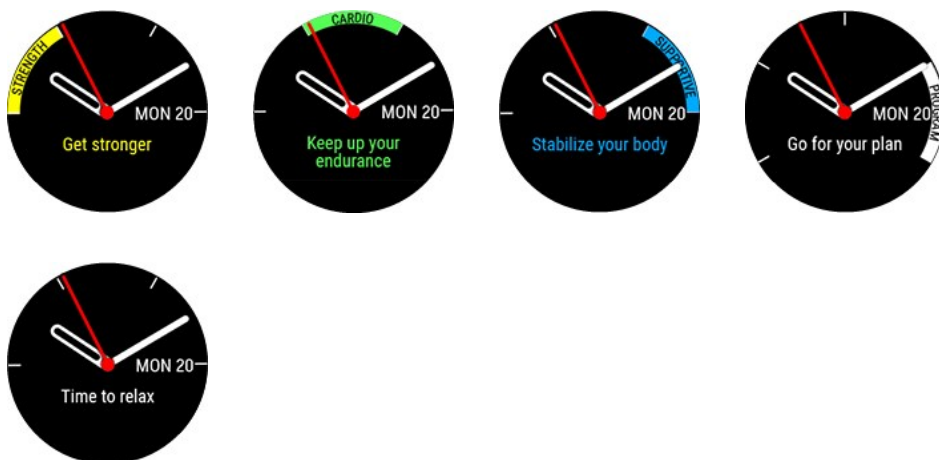 STRENGTH
MON 20
Get stronger
CARDIO
MON 20
Keep up your
endurance
SUPPORTIVE
MON 20
Stabilize your body
PROGRAM
MON 20
Go for your plan
MON 20
Time to relax